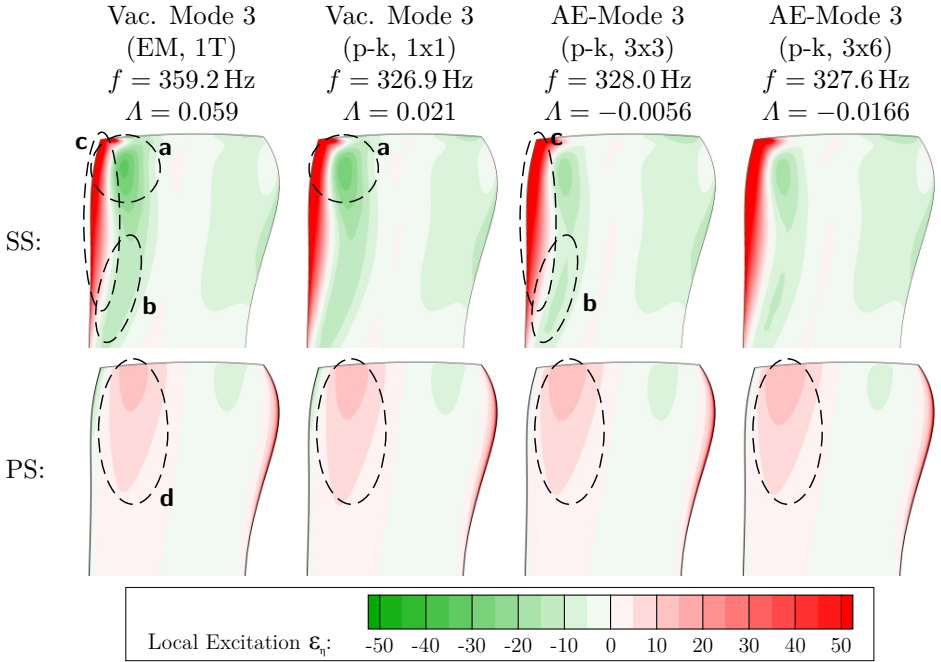 Vac. Mode 3 Vac. Mode 3 AE-Mode 3 AE-Mode 3
(EM, 1T) (p-k, 1x1) (p-k, 3x3) (p-k, 3x6)
f = 359.2 Hz f = 326.9 Hz f = 328.0 Hz f = 327.6 Hz
Λ = 0.059 Λ = 0.021 Λ = −0.0056 Λ = −0.0166
c a a c
SS:
b b
PS:
d
Local Excitation ε_η: -50 -40 -30 -20 -10 0 10 20 30 40 50